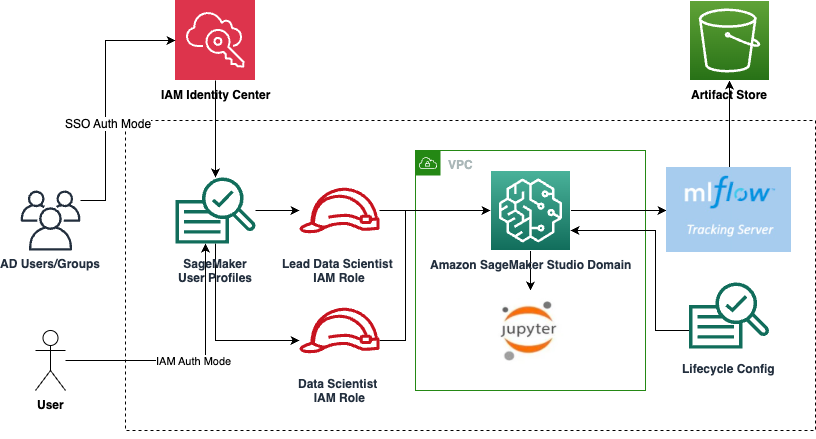 IAM Identity Center
Artifact Store
SSO Auth Mode
VPC
mlflow
Tracking Server
AD Users/Groups
SageMaker
User Profiles
Lead Data Scientist
IAM Role
Amazon SageMaker Studio Domain
jupyter
IAM Auth Mode
User
Data Scientist
IAM Role
Lifecycle Config